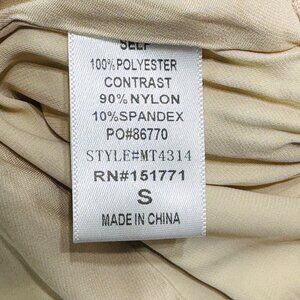 SELF
100%POLYESTER
CONTRAST
90%NYLON
10%SPANDEX
PO#86770
STYLE#MT4314
RN#151771
S
MADE IN CHINA